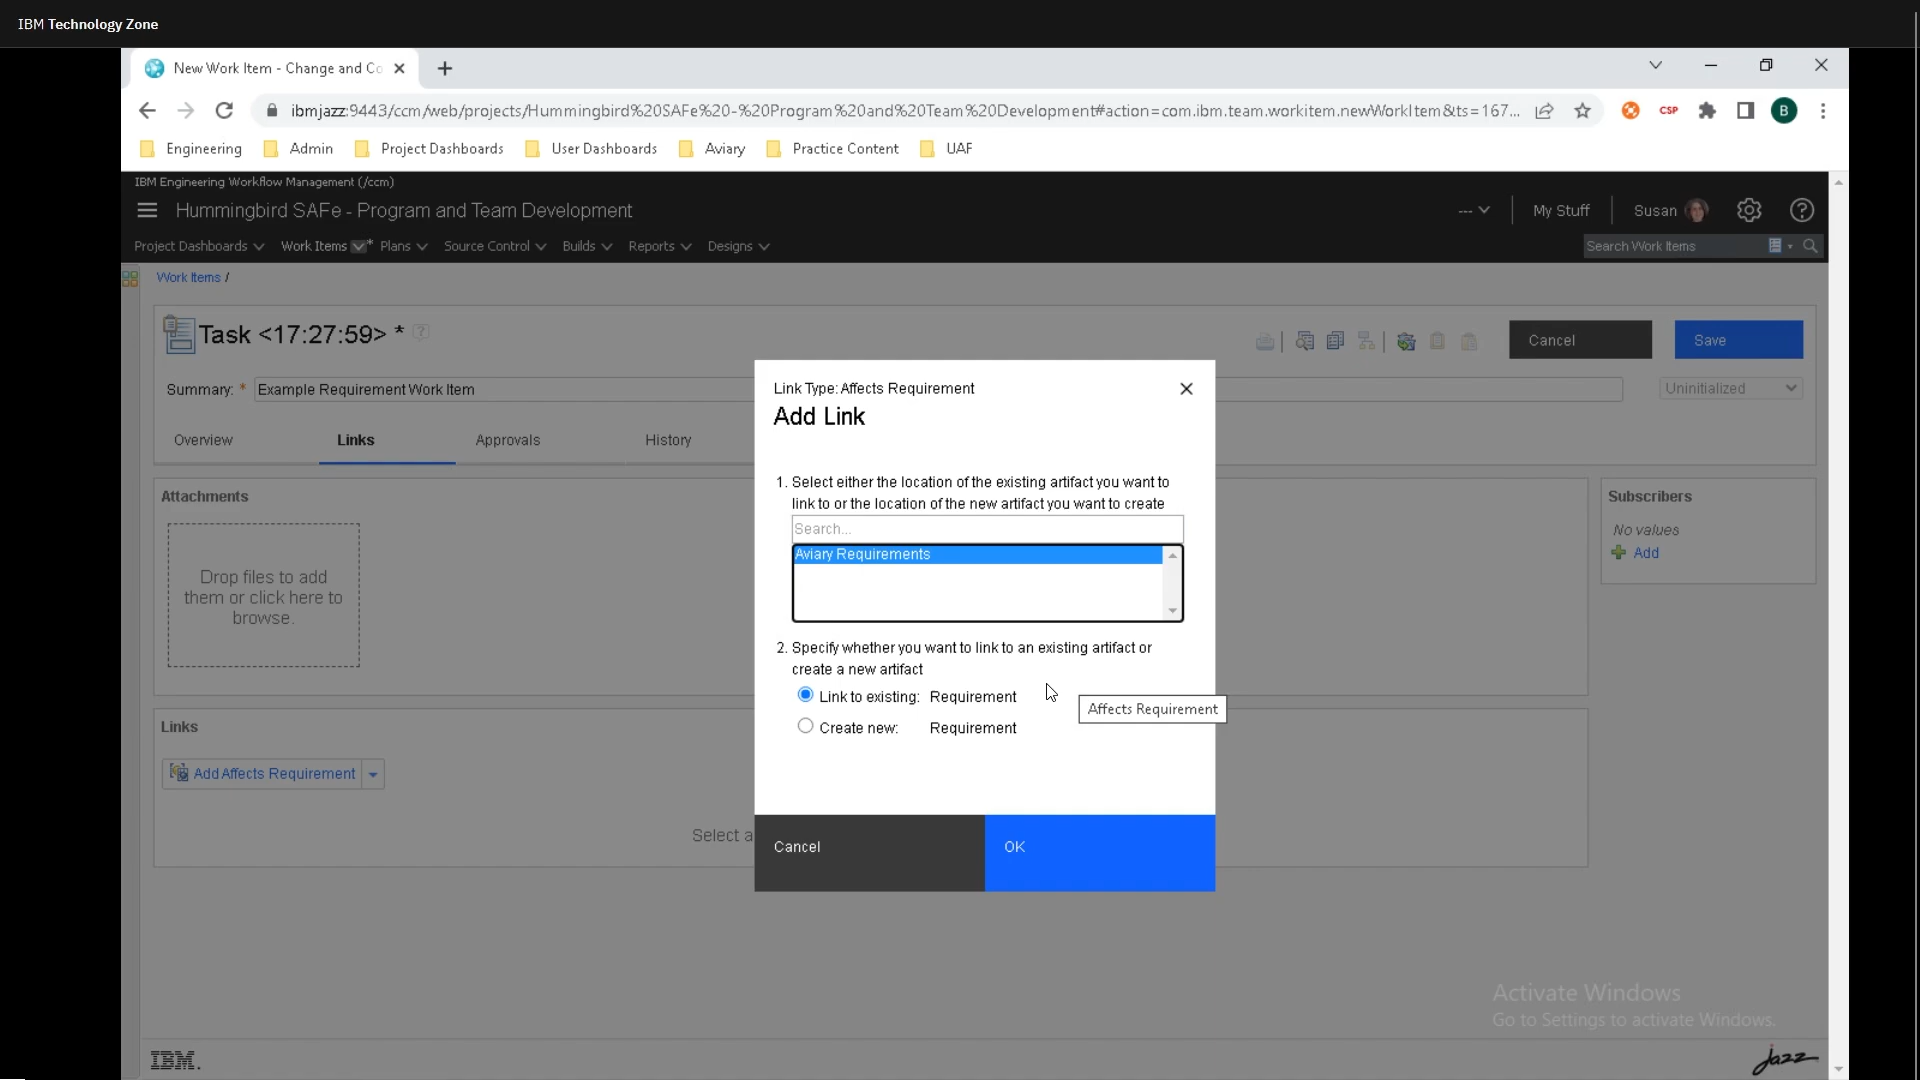 IBM Technology Zone
New Work Item - Change and Co
ibmjazz:9443/ccm/web/projects/Hummingbird%20SAFe%20-%20Program%20and%20Team%20Development#action=com.ibm.team.workitem.newWorkItem&ts=167...
CSP
B
Engineering
Admin
Project Dashboards
User Dashboards
Aviary
Practice Content
UAF
IBM Engineering Workflow Management (/ccm)
Hummingbird SAFe - Program and Team Development
---
My Stuff
Susan
Project Dashboards
Work Items
*
Plans
Source Control
Builds
Reports
Designs
Search Work Items
Work Items /
Task <17:27:59> *
?
Cancel
Save
Summary: *
Example Requirement Work Item
Uninitialized
Overview
Links
Approvals
History
Attachments
Drop files to add
them or click here to
browse.
Subscribers
No values
Add
Links
Add Affects Requirement
Select a
Link Type: Affects Requirement
Add Link
1. Select either the location of the existing artifact you want to
link to or the location of the new artifact you want to create
Search...
Aviary Requirements
2. Specify whether you want to link to an existing artifact or
create a new artifact
Link to existing: Requirement
Create new: Requirement
Affects Requirement
Cancel
OK
Activate Windows
Go to Settings to activate Windows.
IBM.
jazz